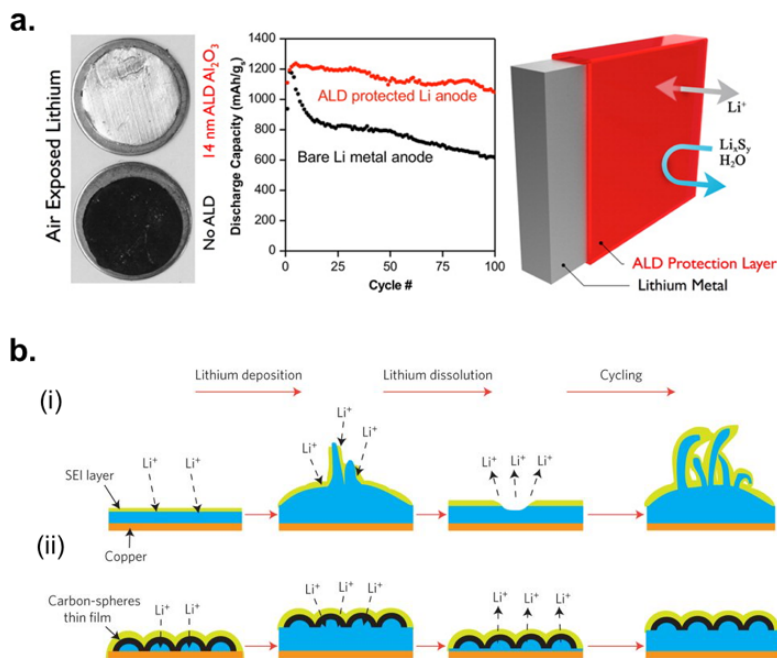 a.
Air Exposed Lithium
14 nm ALD Al₂O₃
No ALD
Discharge Capacity (mAh/gₛ)
1400
1200
1000
800
600
400
200
0
ALD protected Li anode
Bare Li metal anode
0 25 50 75 100
Cycle #
Li⁺
LiₓSᵧ
H₂O
ALD Protection Layer
Lithium Metal
b.
Lithium deposition Lithium dissolution Cycling
(i)
Li⁺ Li⁺
SEI layer
Copper
Li⁺
Li⁺ Li⁺
Li⁺ Li⁺ Li⁺
(ii)
Carbon-spheres
thin film
Li⁺ Li⁺
Li⁺ Li⁺ Li⁺
Li⁺ Li⁺ Li⁺